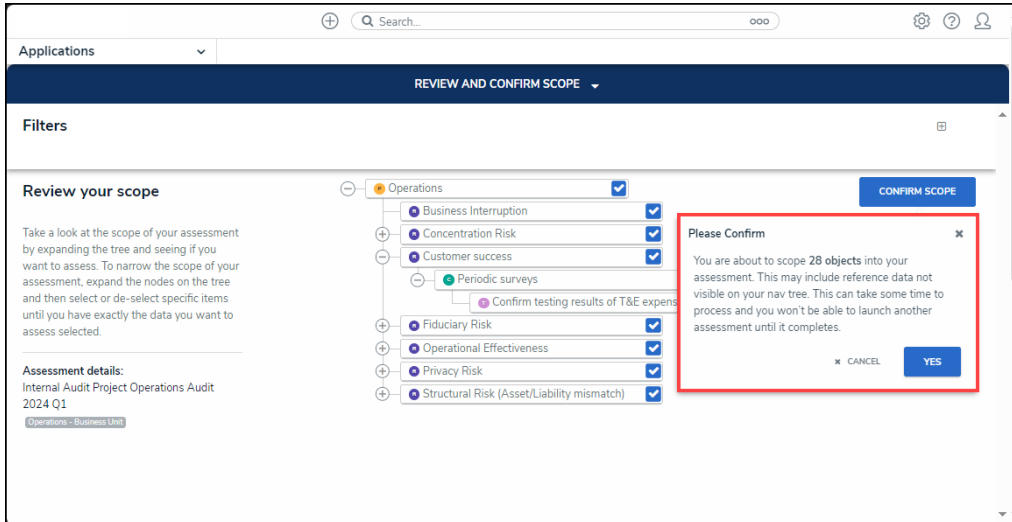 Search...
Applications
REVIEW AND CONFIRM SCOPE
Filters
Review your scope
Take a look at the scope of your assessment
by expanding the tree and seeing if you
want to assess. To narrow the scope of your
assessment, expand the nodes on the tree
and then select or de-select specific items
until you have exactly the data you want to
assess selected.
Assessment details:
Internal Audit Project Operations Audit
2024 Q1
Operations - Business Unit
P Operations
R Business Interruption
R Concentration Risk
R Customer success
C Periodic surveys
T Confirm testing results of T&E expens
R Fiduciary Risk
R Operational Effectiveness
R Privacy Risk
R Structural Risk (Asset/Liability mismatch)
CONFIRM SCOPE
Please Confirm
You are about to scope 28 objects into your
assessment. This may include reference data not
visible on your nav tree. This can take some time to
process and you won't be able to launch another
assessment until it completes.
CANCEL
YES